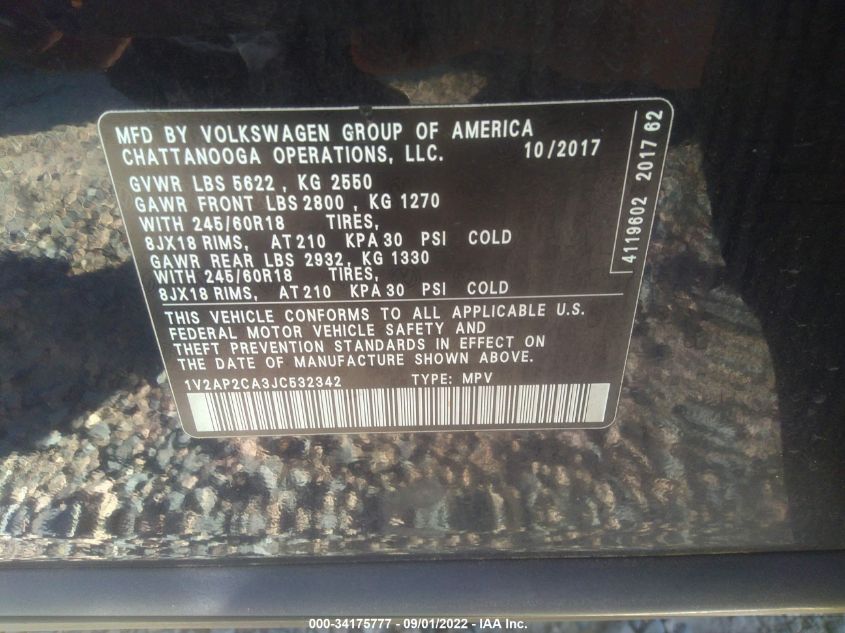 MFD BY VOLKSWAGEN GROUP OF AMERICA
CHATTANOOGA OPERATIONS, LLC. 10/2017
GVWR LBS 5622 , KG 2550
GAWR FRONT LBS 2800 , KG 1270
WITH 245/60R18 TIRES,
8JX18 RIMS, AT 210 KPA 30 PSI COLD
GAWR REAR LBS 2932, KG 1330
WITH 245/60R18 TIRES,
8JX18 RIMS, AT 210 KPA 30 PSI COLD
THIS VEHICLE CONFORMS TO ALL APPLICABLE U.S.
FEDERAL MOTOR VEHICLE SAFETY AND
THEFT PREVENTION STANDARDS IN EFFECT ON
THE DATE OF MANUFACTURE SHOWN ABOVE.
1V2AP2CA3JC532342 TYPE: MPV
4119602 2017 62
000-34175777 - 09/01/2022 - IAA Inc.